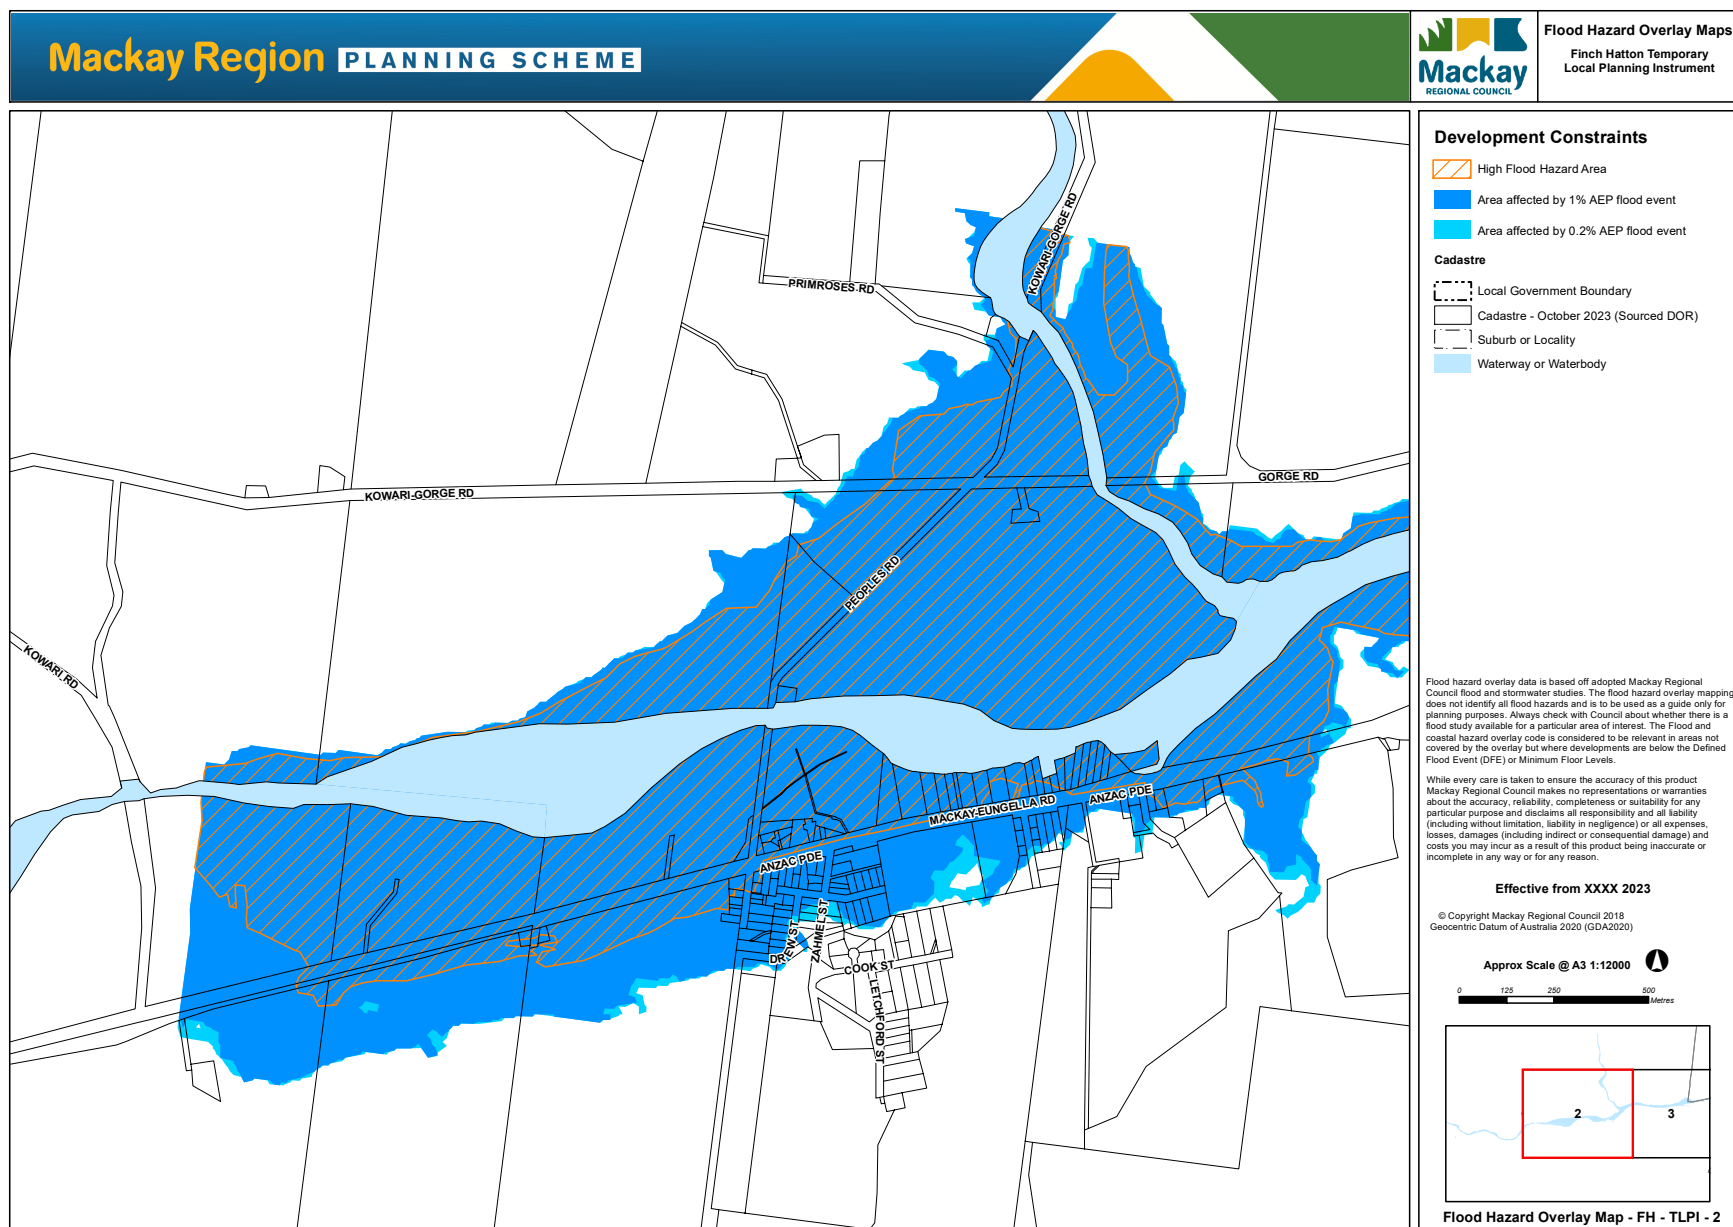 Mackay Region PLANNING SCHEME
Mackay
REGIONAL COUNCIL
Flood Hazard Overlay Maps
Finch Hatton Temporary
Local Planning Instrument
Development Constraints
High Flood Hazard Area
Area affected by 1% AEP flood event
Area affected by 0.2% AEP flood event
Cadastre
Local Government Boundary
Cadastre - October 2023 (Sourced DOR)
Suburb or Locality
Waterway or Waterbody
KOWARI-GORGE RD
PRIMROSES RD
KOWARI-GORGE RD
GORGE RD
PEOPLES RD
KOWARI RD
MACKAY-EUNGELLA RD
ANZAC PDE
ANZAC PDE
DREW ST
ZAHMEL ST
COOK ST
LETCHFORD ST
Flood hazard overlay data is based off adopted Mackay Regional
Council flood and stormwater studies. The flood hazard overlay mapping
does not identify all flood hazards and is to be used as a guide only for
planning purposes. Always check with Council about whether there is a
flood study available for a particular area of interest. The Flood and
coastal hazard overlay code is considered to be relevant in areas not
covered by the overlay but where developments are below the Defined
Flood Event (DFE) or Minimum Floor Levels.
While every care is taken to ensure the accuracy of this product
Mackay Regional Council makes no representations or warranties
about the accuracy, reliability, completeness or suitability for any
particular purpose and disclaims all responsibility and all liability
(including without limitation, liability in negligence) or all expenses,
losses, damages (including indirect or consequential damage) and
costs you may incur as a result of this product being inaccurate or
incomplete in any way or for any reason.
Effective from XXXX 2023
© Copyright Mackay Regional Council 2018
Geocentric Datum of Australia 2020 (GDA2020)
Approx Scale @ A3 1:12000
0 125 250 500
Metres
2
3
Flood Hazard Overlay Map - FH - TLPI - 2